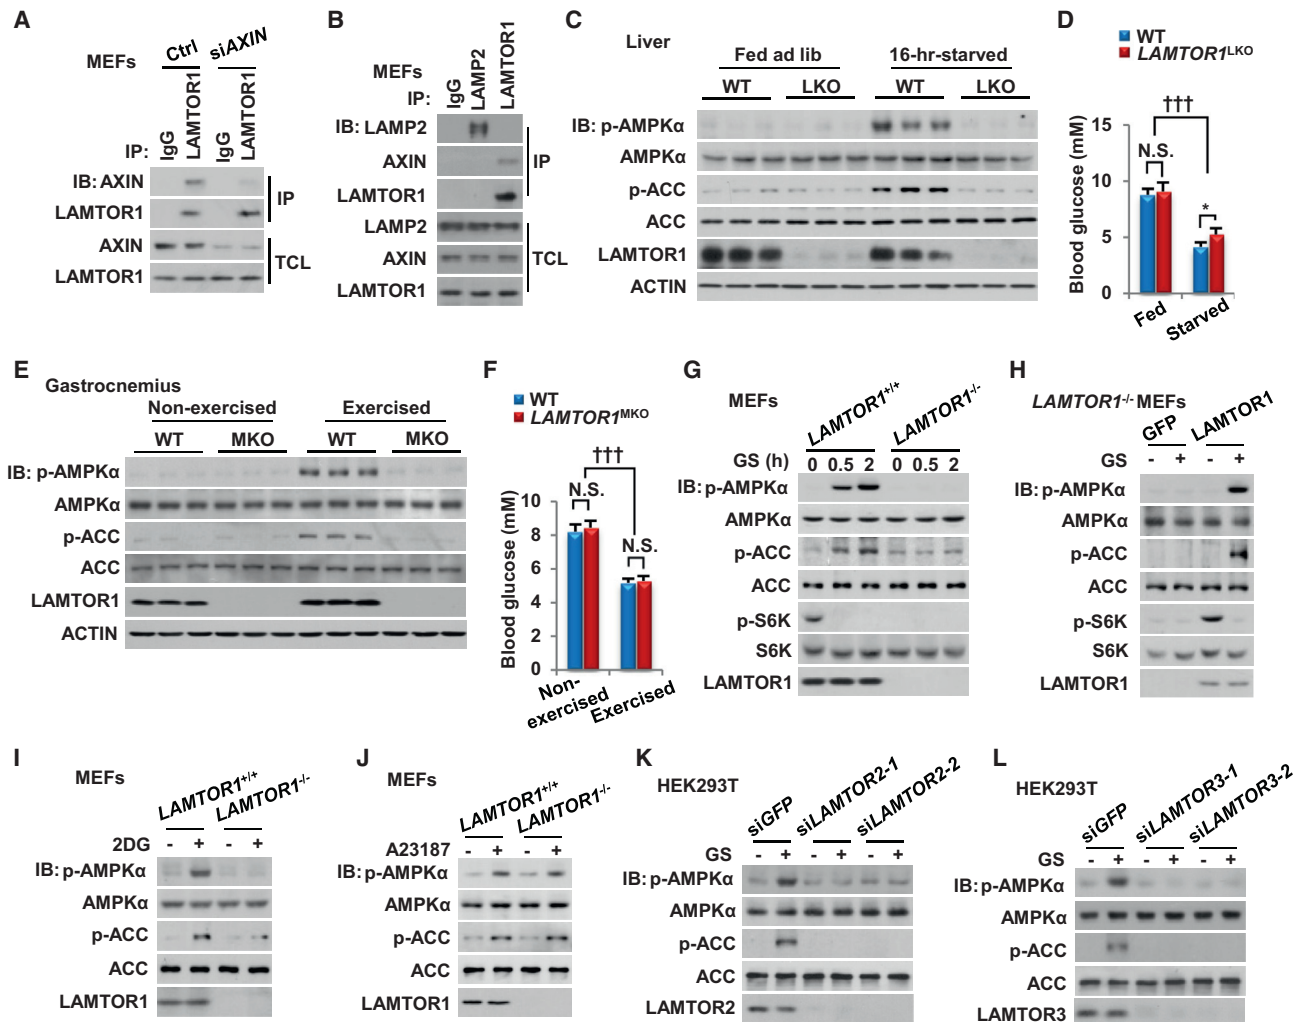 A
MEFs
Ctrl siAXIN
IP: IgG LAMTOR1 IgG LAMTOR1
IB: AXIN
LAMTOR1
IP
AXIN
LAMTOR1
TCL
B
MEFs
IP: IgG LAMP2 LAMTOR1
IB: LAMP2
AXIN
LAMTOR1
IP
LAMP2
AXIN
LAMTOR1
TCL
C
Liver
Fed ad lib 16-hr-starved
WT LKO WT LKO
IB: p-AMPKα
AMPKα
p-ACC
ACC
LAMTOR1
ACTIN
D
WT
LAMTOR1LKO
†††
N.S.
*
Blood glucose (mM)
15
10
5
0
Fed Starved
E
Gastrocnemius
Non-exercised Exercised
WT MKO WT MKO
IB: p-AMPKα
AMPKα
p-ACC
ACC
LAMTOR1
ACTIN
F
WT
LAMTOR1MKO
†††
N.S.
N.S.
Blood glucose (mM)
10
8
6
4
2
0
Non-exercised Exercised
G
MEFs
LAMTOR1+/+ LAMTOR1-/-
GS (h) 0 0.5 2 0 0.5 2
IB: p-AMPKα
AMPKα
p-ACC
ACC
p-S6K
S6K
LAMTOR1
H
LAMTOR1-/- MEFs
GFP LAMTOR1
GS - + - +
IB: p-AMPKα
AMPKα
p-ACC
ACC
p-S6K
S6K
LAMTOR1
I
MEFs
LAMTOR1+/+ LAMTOR1-/-
2DG - + - +
IB: p-AMPKα
AMPKα
p-ACC
ACC
LAMTOR1
J
MEFs
LAMTOR1+/+ LAMTOR1-/-
A23187 - + - +
IB: p-AMPKα
AMPKα
p-ACC
ACC
LAMTOR1
K
HEK293T
siGFP siLAMTOR2-1 siLAMTOR2-2
GS - + - + - +
IB: p-AMPKα
AMPKα
p-ACC
ACC
LAMTOR2
L
HEK293T
siGFP siLAMTOR3-1 siLAMTOR3-2
GS - + - + - +
IB: p-AMPKα
AMPKα
p-ACC
ACC
LAMTOR3